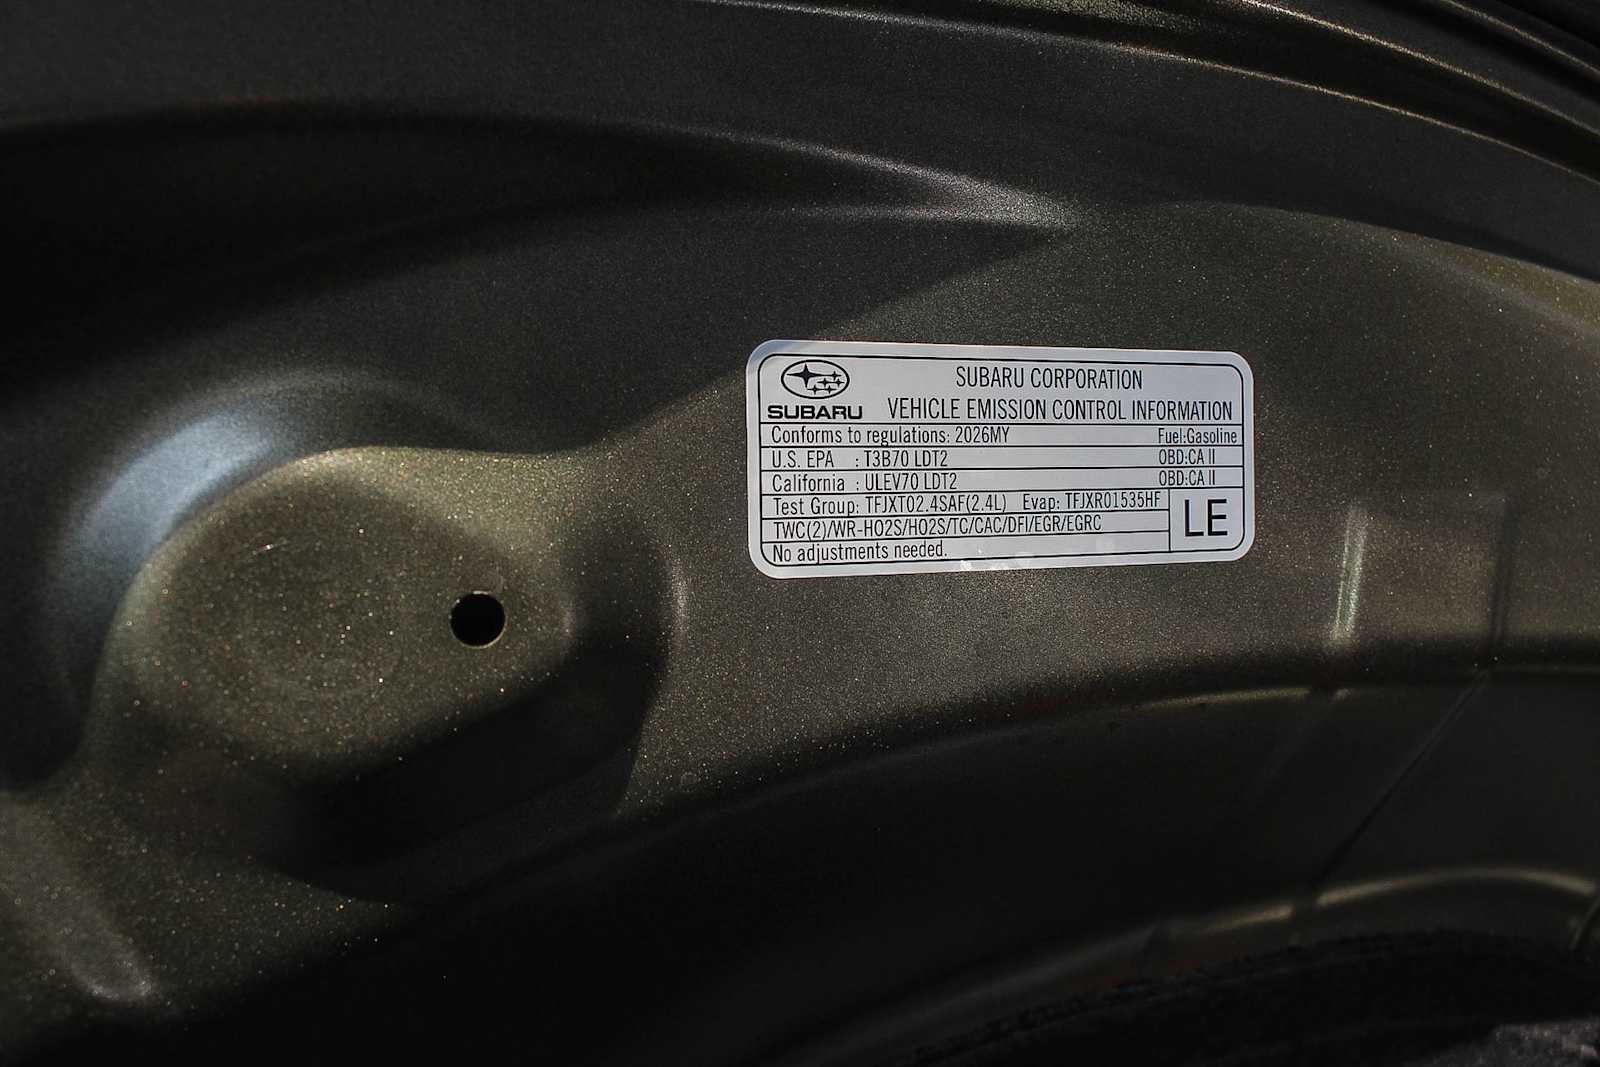 SUBARU
SUBARU CORPORATION
VEHICLE EMISSION CONTROL INFORMATION
Conforms to regulations: 2026MY Fuel:Gasoline
U.S. EPA : T3B70 LDT2 OBD:CA II
California : ULEV70 LDT2 OBD:CA II
Test Group: TFJXT02.4SAF(2.4L) Evap: TFJXR01535HF
TWC(2)/WR-HO2S/HO2S/TC/CAC/DFI/EGR/EGRC
No adjustments needed.
LE